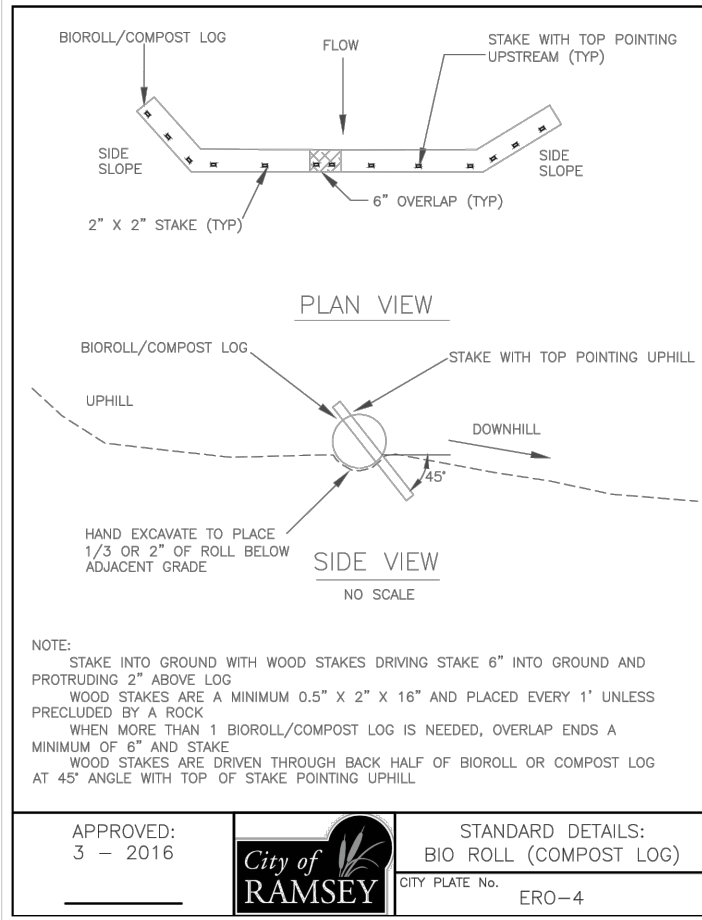 BIOROLL/COMPOST LOG
FLOW
STAKE WITH TOP POINTING
UPSTREAM (TYP)
SIDE
SLOPE
SIDE
SLOPE
6" OVERLAP (TYP)
2" X 2" STAKE (TYP)
PLAN VIEW
BIOROLL/COMPOST LOG
STAKE WITH TOP POINTING UPHILL
UPHILL
DOWNHILL
45°
HAND EXCAVATE TO PLACE
1/3 OR 2" OF ROLL BELOW
ADJACENT GRADE
SIDE VIEW
NO SCALE
NOTE:
STAKE INTO GROUND WITH WOOD STAKES DRIVING STAKE 6" INTO GROUND AND
PROTRUDING 2" ABOVE LOG
WOOD STAKES ARE A MINIMUM 0.5" X 2" X 16" AND PLACED EVERY 1' UNLESS
PRECLUDED BY A ROCK
WHEN MORE THAN 1 BIOROLL/COMPOST LOG IS NEEDED, OVERLAP ENDS A
MINIMUM OF 6" AND STAKE
WOOD STAKES ARE DRIVEN THROUGH BACK HALF OF BIOROLL OR COMPOST LOG
AT 45° ANGLE WITH TOP OF STAKE POINTING UPHILL
APPROVED:
3 – 2016
City of
RAMSEY
STANDARD DETAILS:
BIO ROLL (COMPOST LOG)
CITY PLATE No.
ERO–4